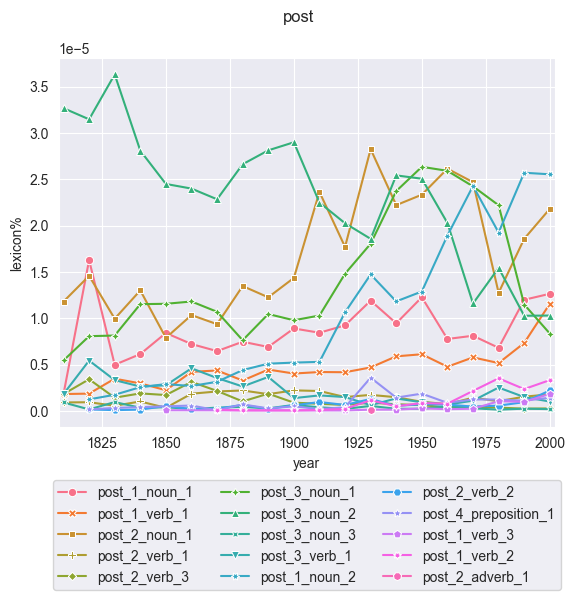 post
1e−5
3.5
3.0
2.5
2.0
1.5
1.0
0.5
0.0
lexicon%
1825 1850 1875 1900 1925 1950 1975 2000
year
post_1_noun_1 post_3_noun_1 post_2_verb_2
post_1_verb_1 post_3_noun_2 post_4_preposition_1
post_2_noun_1 post_3_noun_3 post_1_verb_3
post_2_verb_1 post_3_verb_1 post_1_verb_2
post_2_verb_3 post_1_noun_2 post_2_adverb_1